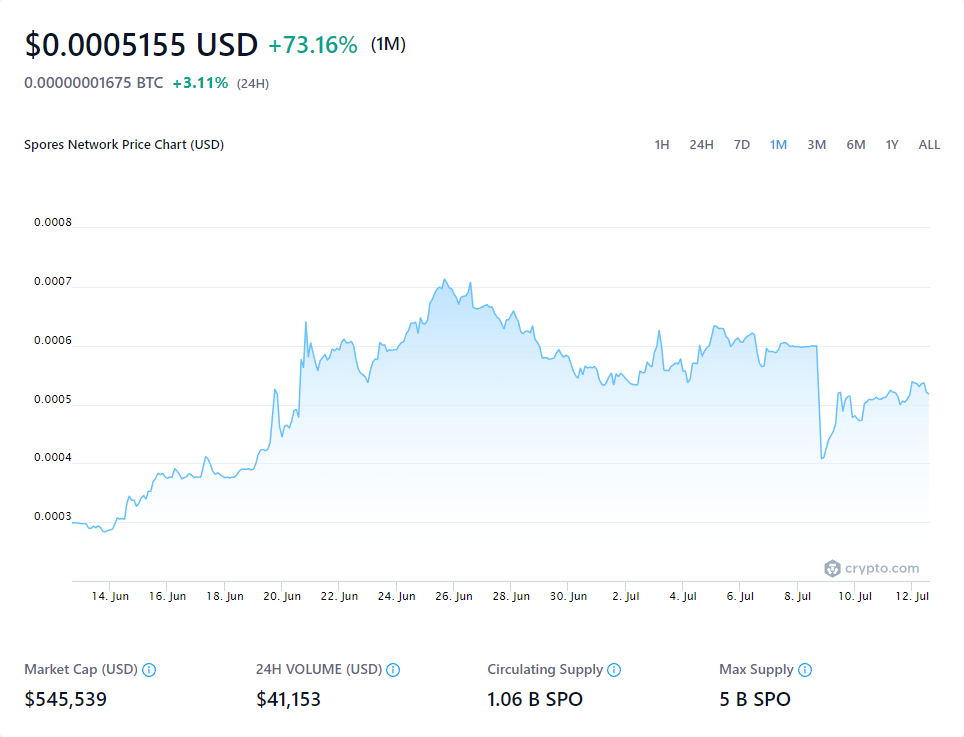 $0.0005155 USD +73.16% (1M)
0.00000001675 BTC +3.11% (24H)
Spores Network Price Chart (USD) 1H 24H 7D 1M 3M 6M 1Y ALL
0.0008
0.0007
0.0006
0.0005
0.0004
0.0003
crypto.com
14. Jun 16. Jun 18. Jun 20. Jun 22. Jun 24. Jun 26. Jun 28. Jun 30. Jun 2. Jul 4. Jul 6. Jul 8. Jul 10. Jul 12. Jul
Market Cap (USD) 24H VOLUME (USD) Circulating Supply Max Supply
$545,539 $41,153 1.06 B SPO 5 B SPO